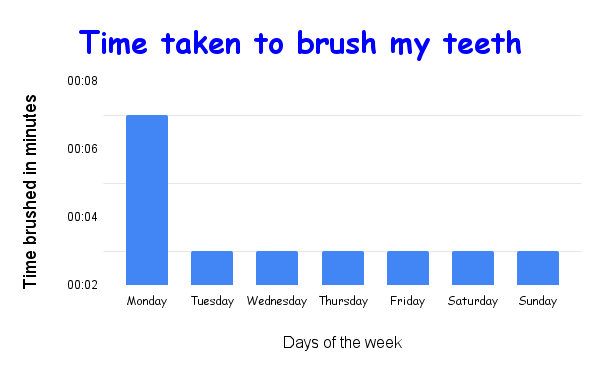 Time taken to brush my teeth
Time brushed in minutes
00:08
00:06
00:04
00:02
Monday Tuesday Wednesday Thursday Friday Saturday Sunday
Days of the week